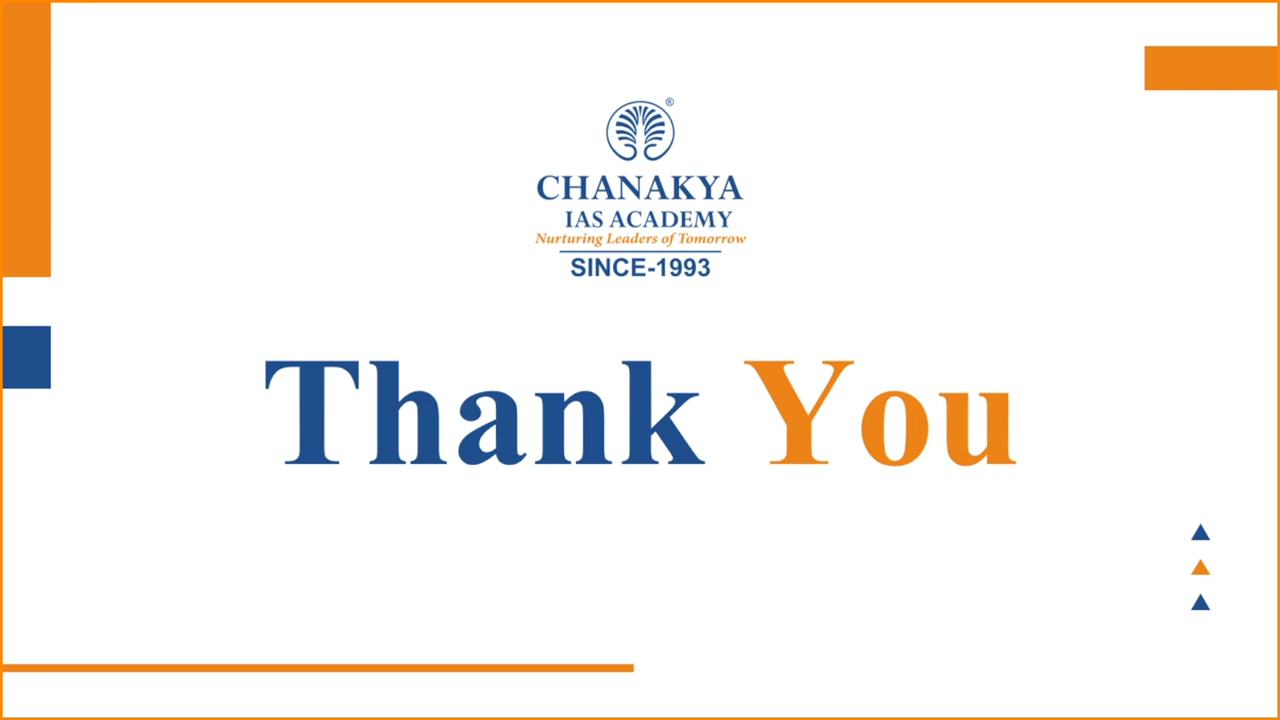 ®
CHANAKYA
IAS ACADEMY
Nurturing Leaders of Tomorrow
SINCE-1993
Thank You